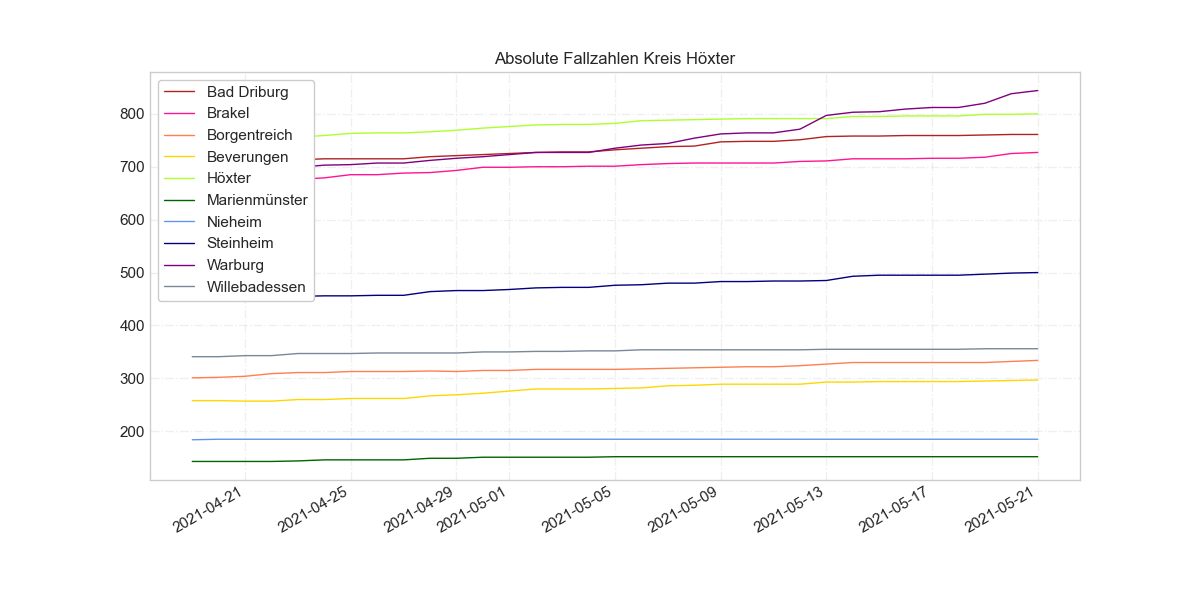 Absolute Fallzahlen Kreis Höxter
Bad Driburg
Brakel
Borgentreich
Beverungen
Höxter
Marienmünster
Nieheim
Steinheim
Warburg
Willebadessen
800
700
600
500
400
300
200
2021-04-21
2021-04-25
2021-04-29
2021-05-01
2021-05-05
2021-05-09
2021-05-13
2021-05-17
2021-05-21